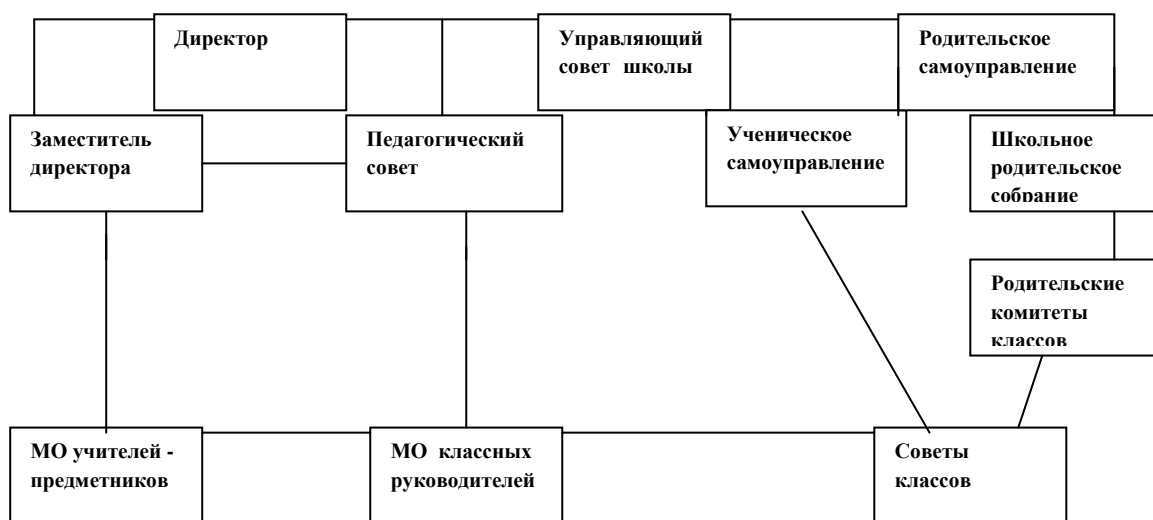 Директор
Управляющий
совет школы
Родительское
самоуправление
Заместитель
директора
Педагогический
совет
Ученическое
самоуправление
Школьное
родительское
собрание
Родительские
комитеты
классов
МО учителей -
предметников
МО классных
руководителей
Советы
классов